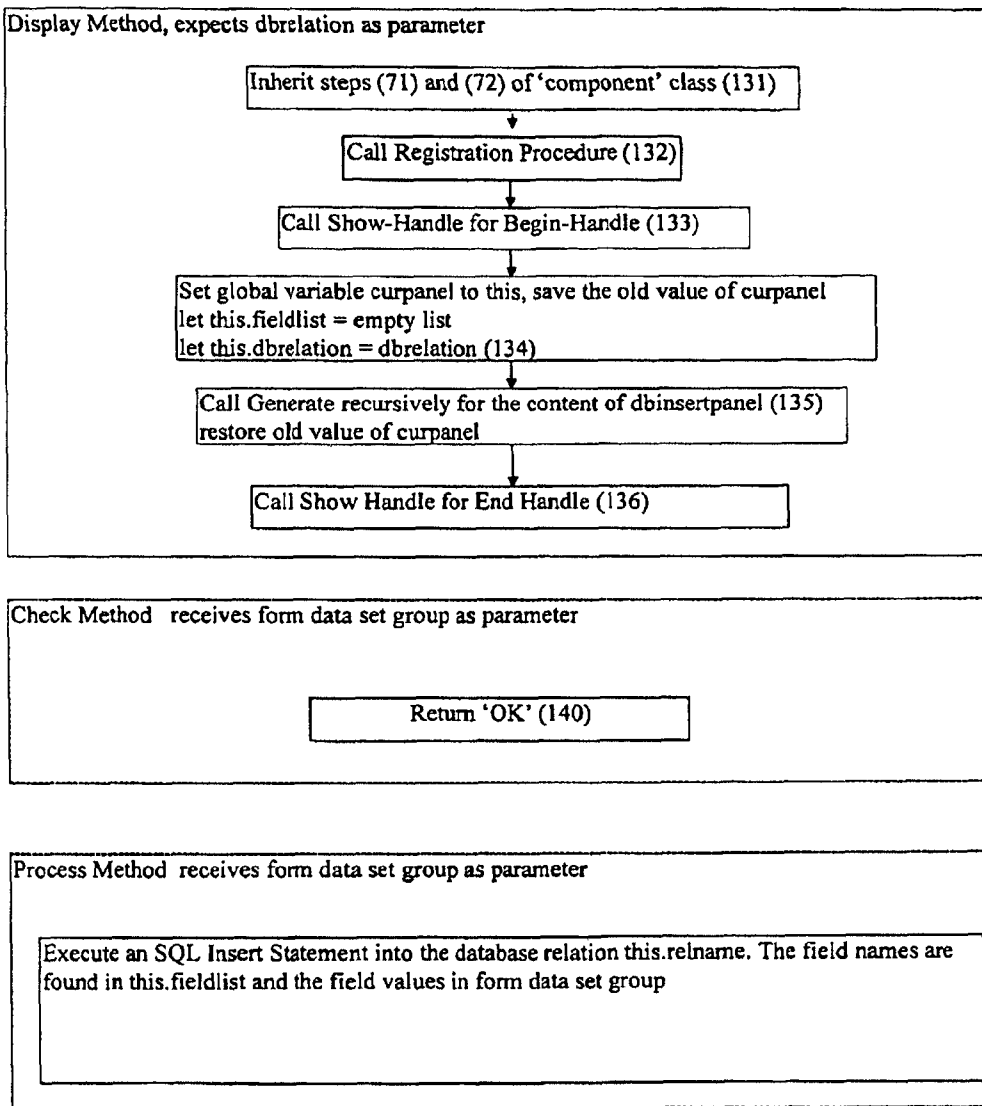 Display Method, expects dbrelation as parameter
Inherit steps (71) and (72) of ‘component’ class (131)
Call Registration Procedure (132)
Call Show-Handle for Begin-Handle (133)
Set global variable curpanel to this, save the old value of curpanel
let this.fieldlist = empty list
let this.dbrelation = dbrelation (134)
Call Generate recursively for the content of dbinsertpanel (135)
restore old value of curpanel
Call Show Handle for End Handle (136)
Check Method receives form data set group as parameter
Return ‘OK’ (140)
Process Method receives form data set group as parameter
Execute an SQL Insert Statement into the database relation this.relname. The field names are
found in this.fieldlist and the field values in form data set group